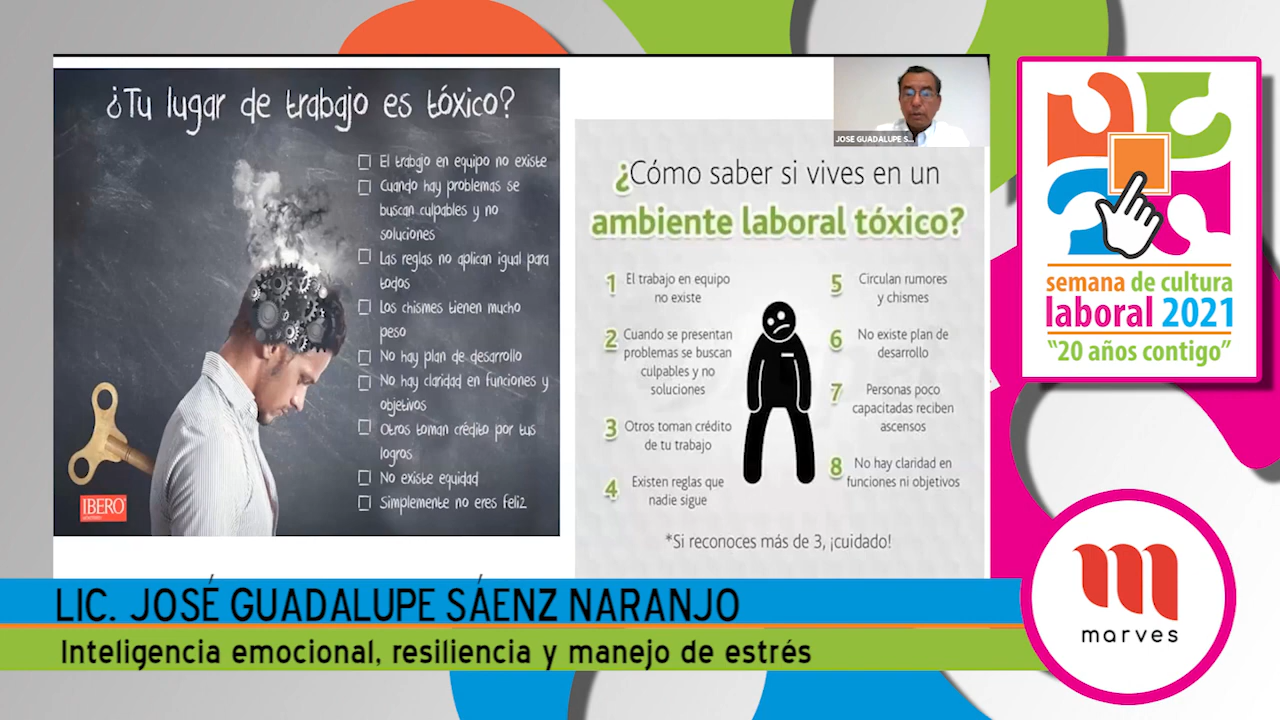 ¿Tu lugar de trabajo es tóxico?
El trabajo en equipo no existe
Cuando hay problemas se
buscan culpables y no
soluciones
Las reglas no aplican igual para
todos
Los chismes tienen mucho
peso
No hay plan de desarrollo
No hay claridad en funciones y
objetivos
Otros toman crédito por tus
logros
No existe equidad
Simplemente no eres feliz
IBERO
JOSE GUADALUPE S...
¿Cómo saber si vives en un
ambiente laboral tóxico?
1 El trabajo en equipo
no existe
2 Cuando se presentan
problemas se buscan
culpables y no
soluciones
3 Otros toman crédito
de tu trabajo
4 Existen reglas que
nadie sigue
5 Circulan rumores
y chismes
6 No existe plan de
desarrollo
7 Personas poco
capacitadas reciben
ascensos
8 No hay claridad en
funciones ni objetivos
*Si reconoces más de 3, ¡cuidado!
semana de cultura
laboral 2021
"20 años contigo"
marves
LIC. JOSÉ GUADALUPE SÁENZ NARANJO
Inteligencia emocional, resiliencia y manejo de estrés